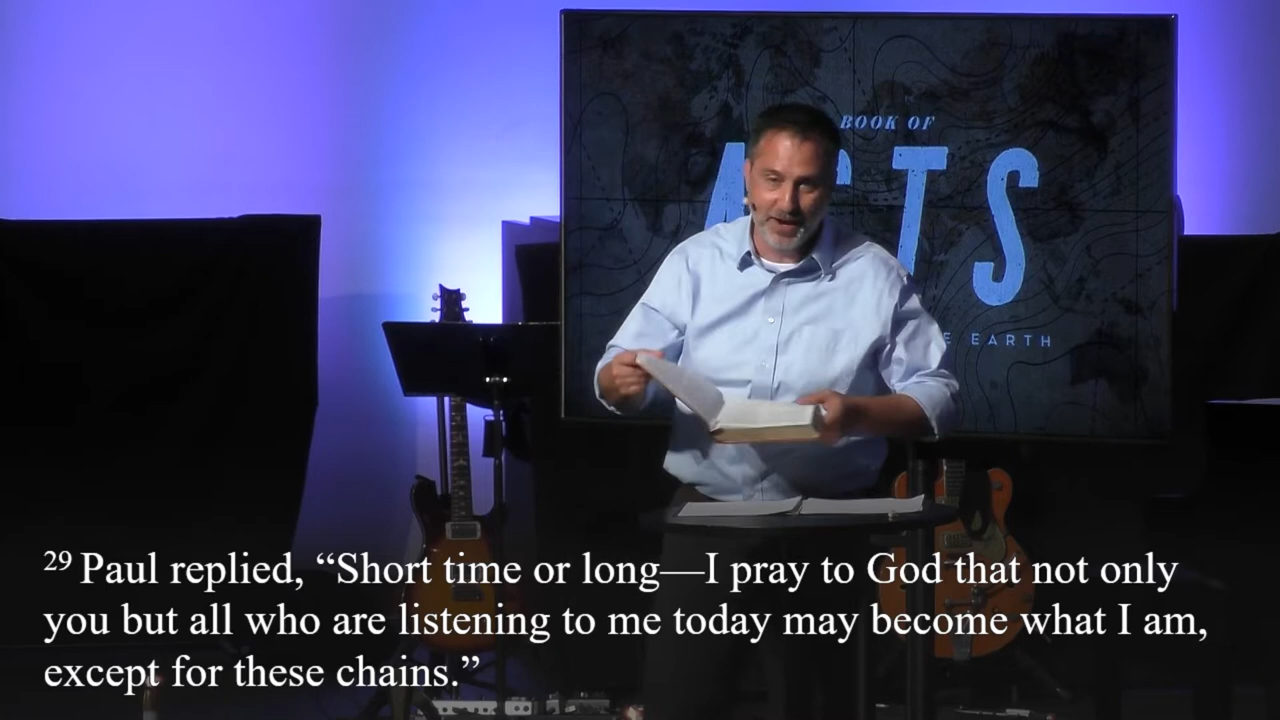 BOOK OF
ACTS
EARTH
29 Paul replied, “Short time or long—I pray to God that not only
you but all who are listening to me today may become what I am,
except for these chains.”